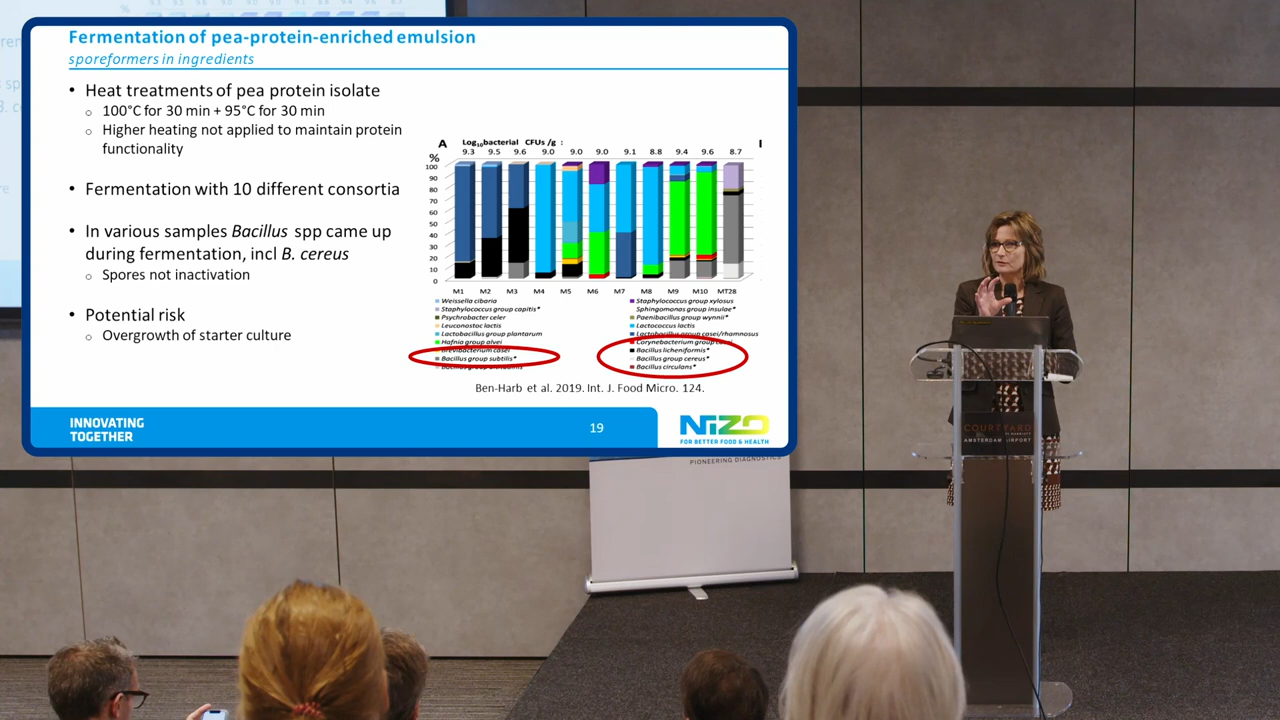 Fermentation of pea-protein-enriched emulsion
sporeformers in ingredients
• Heat treatments of pea protein isolate
o 100°C for 30 min + 95°C for 30 min
o Higher heating not applied to maintain protein
functionality
• Fermentation with 10 different consortia
• In various samples Bacillus spp came up
during fermentation, incl B. cereus
o Spores not inactivation
• Potential risk
o Overgrowth of starter culture
A Log10bacterial CFUs /g :
9.3 9.5 9.6 9.0 9.0 9.0 9.1 8.8 9.4 9.6 8.7
%
100
90
80
70
60
50
40
30
20
10
0
M1 M2 M3 M4 M5 M6 M7 M8 M9 M10 MT28
Weissella cibaria
Staphylococcus group capitis*
Psychrobacter celer
Leuconostoc lactis
Lactobacillus group plantarum
Hafnia group alvei
Brevibacterium casei
Bacillus group subtilis*
Staphylococcus group xylosus
Sphingomonas group insulae*
Paenibacillus group wynnii*
Lactococcus lactis
Lactobacillus group casei/rhamnosus
Bacillus licheniformis*
Bacillus group cereus*
Bacillus circulans*
Ben-Harb et al. 2019. Int. J. Food Micro. 124.
INNOVATING
TOGETHER
19
NiZO
FOR BETTER FOOD & HEALTH
PIONEERING DIAGNOSTICS
COURTYARD
BY MARRIOTT
AMSTERDAM AIRPORT